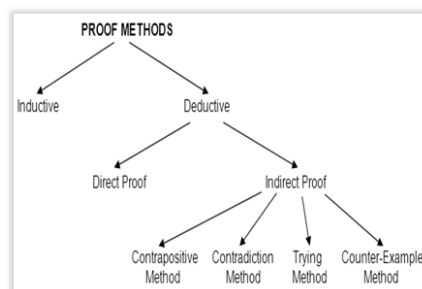 PROOF METHODS
Inductive
Deductive
Direct Proof
Indirect Proof
Contrapositive
Method
Contradiction
Method
Trying
Method
Counter-Example
Method